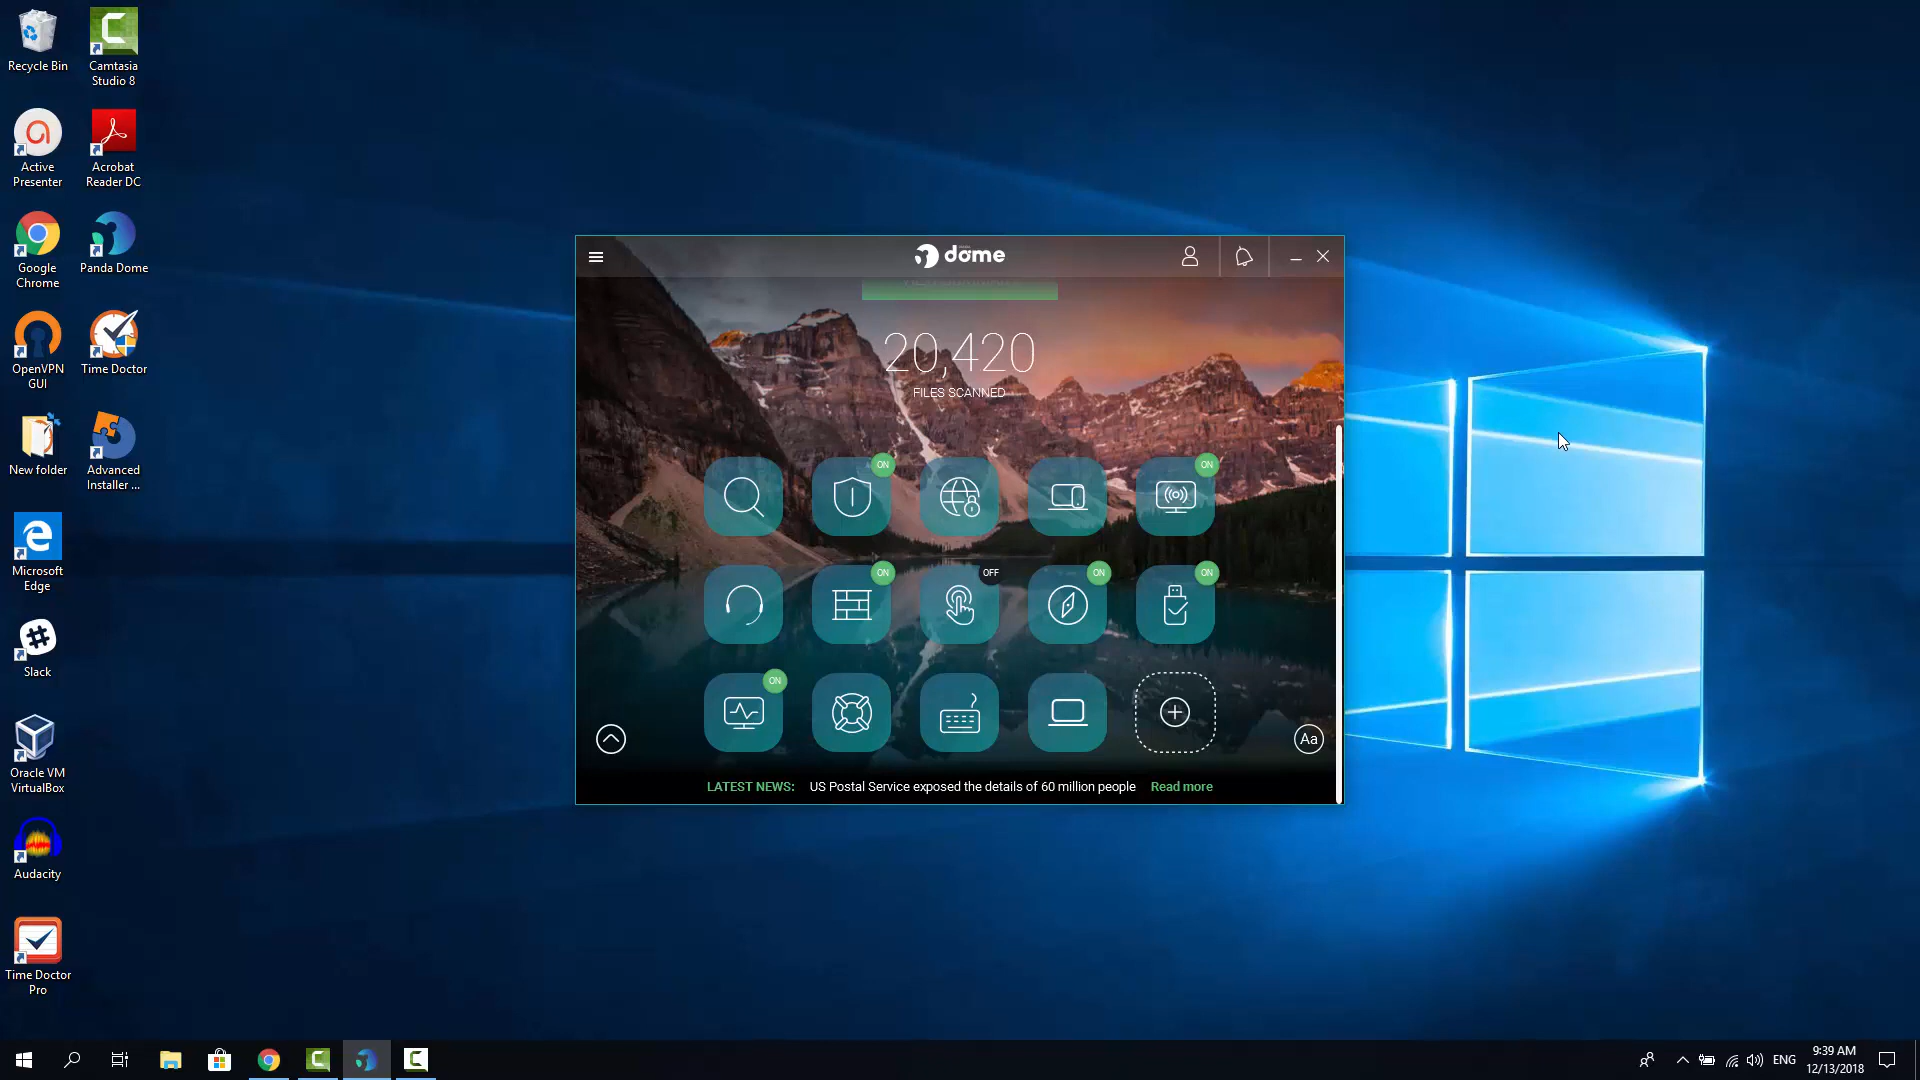 Recycle Bin
Camtasia
Studio 8
Active
Presenter
Acrobat
Reader DC
Google
Chrome
Panda Dome
OpenVPN
GUI
Time Doctor
New folder
Advanced
Installer ...
Microsoft
Edge
Slack
Oracle VM
VirtualBox
Audacity
Time Doctor
Pro
dome
20,420
FILES SCANNED
ON
ON
ON
OFF
ON
ON
ON
Aa
LATEST NEWS: US Postal Service exposed the details of 60 million people Read more
ENG
9:39 AM
12/13/2018